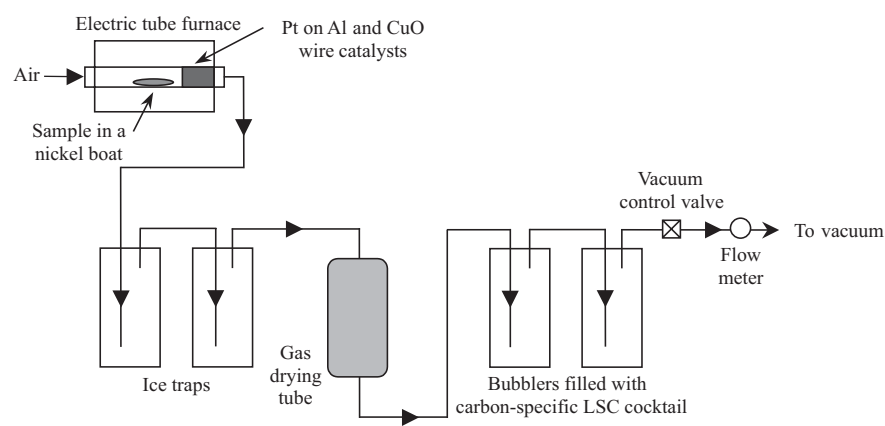 Electric tube furnace
Pt on Al and CuO
wire catalysts
Air
Sample in a
nickel boat
Vacuum
control valve
To vacuum
Flow
meter
Ice traps
Gas
drying
tube
Bubblers filled with
carbon-specific LSC cocktail